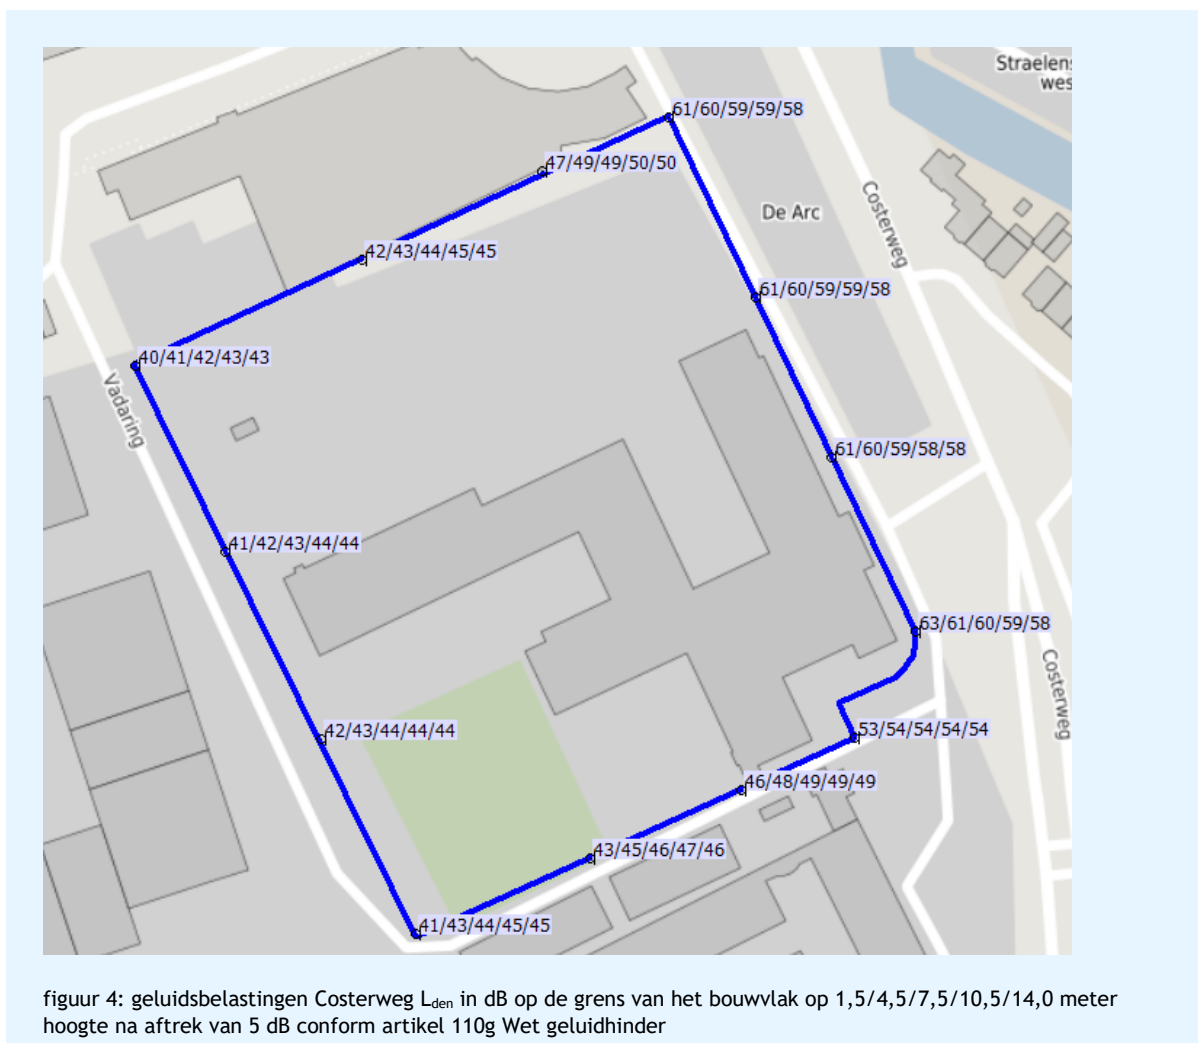 Straelens
wes
61/60/59/59/58
47/49/49/50/50
Costerweg
De Arc
42/43/44/45/45
61/60/59/59/58
40/41/42/43/43
Vadaring
61/60/59/58/58
41/42/43/44/44
63/61/60/59/58
Costerweg
42/43/44/44/44
53/54/54/54/54
46/48/49/49/49
43/45/46/47/46
41/43/44/45/45
figuur 4: geluidsbelastingen Costerweg Lden in dB op de grens van het bouwvlak op 1,5/4,5/7,5/10,5/14,0 meter
hoogte na aftrek van 5 dB conform artikel 110g Wet geluidhinder